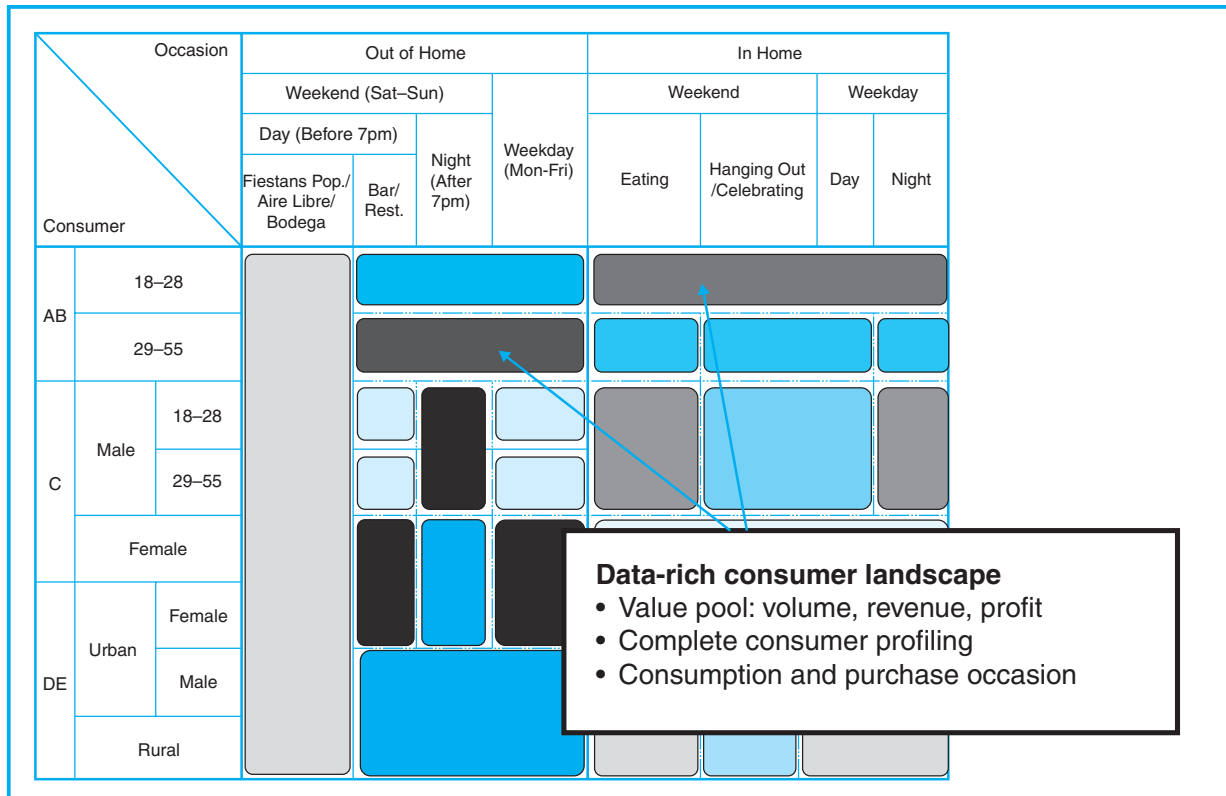 Occasion
Consumer
Out of Home
In Home
Weekend (Sat–Sun)
Weekday
(Mon-Fri)
Weekend
Weekday
Day (Before 7pm)
Night
(After
7pm)
Eating
Hanging Out
/Celebrating
Day
Night
Fiestans Pop./
Aire Libre/
Bodega
Bar/
Rest.
AB
18–28
29–55
C
Male
18–28
29–55
Female
DE
Urban
Female
Male
Rural
Data-rich consumer landscape
• Value pool: volume, revenue, profit
• Complete consumer profiling
• Consumption and purchase occasion